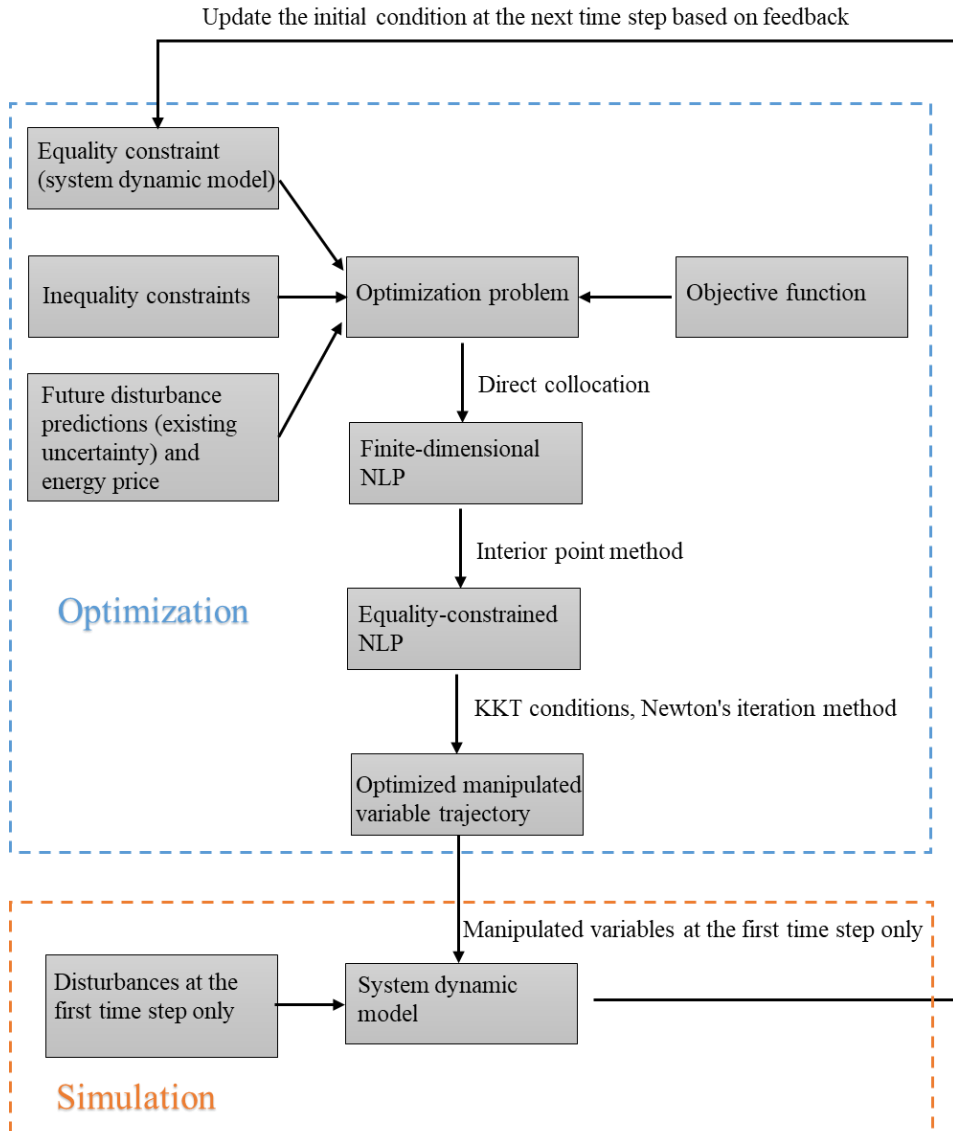 Update the initial condition at the next time step based on feedback
Equality constraint
(system dynamic model)
Inequality constraints
Optimization problem
Objective function
Future disturbance
predictions (existing
uncertainty) and
energy price
Direct collocation
Finite-dimensional
NLP
Interior point method
Optimization
Equality-constrained
NLP
KKT conditions, Newton's iteration method
Optimized manipulated
variable trajectory
Manipulated variables at the first time step only
Disturbances at the
first time step only
System dynamic
model
Simulation